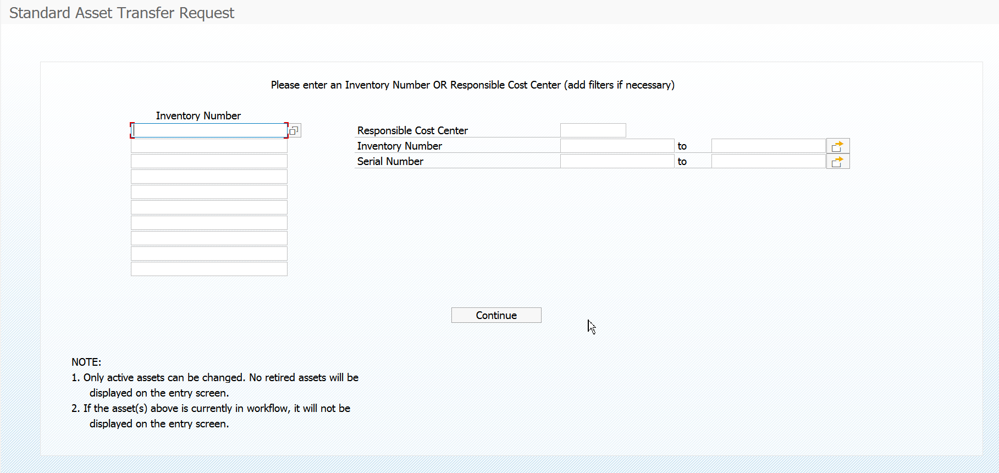 Standard Asset Transfer Request
Please enter an Inventory Number OR Responsible Cost Center (add filters if necessary)
Inventory Number
Responsible Cost Center
Inventory Number to
Serial Number to
Continue
NOTE:
1. Only active assets can be changed. No retired assets will be
displayed on the entry screen.
2. If the asset(s) above is currently in workflow, it will not be
displayed on the entry screen.